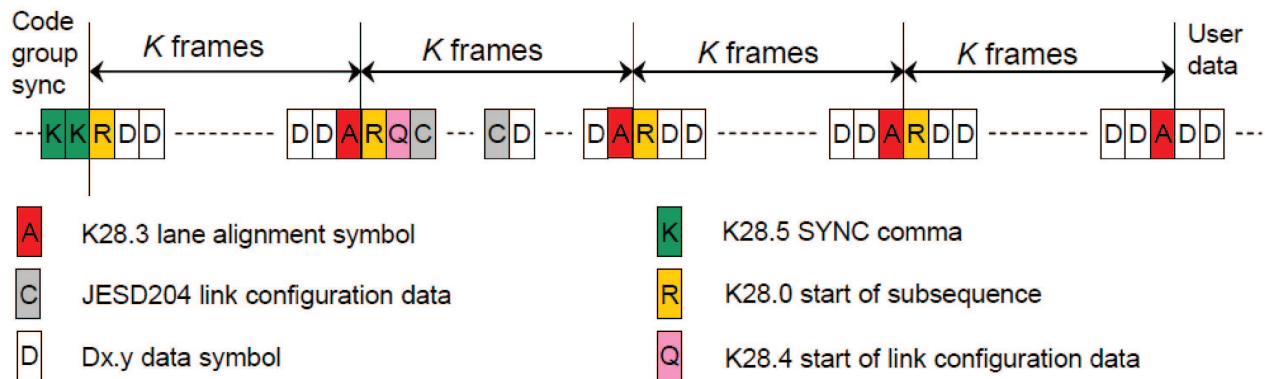 Code
group
sync
K frames
K frames
K frames
K frames
User
data
K K R D D D D A R Q C C D D A R D D D D A R D D D D A D D
A K28.3 lane alignment symbol
K K28.5 SYNC comma
C JESD204 link configuration data
R K28.0 start of subsequence
D Dx.y data symbol
Q K28.4 start of link configuration data